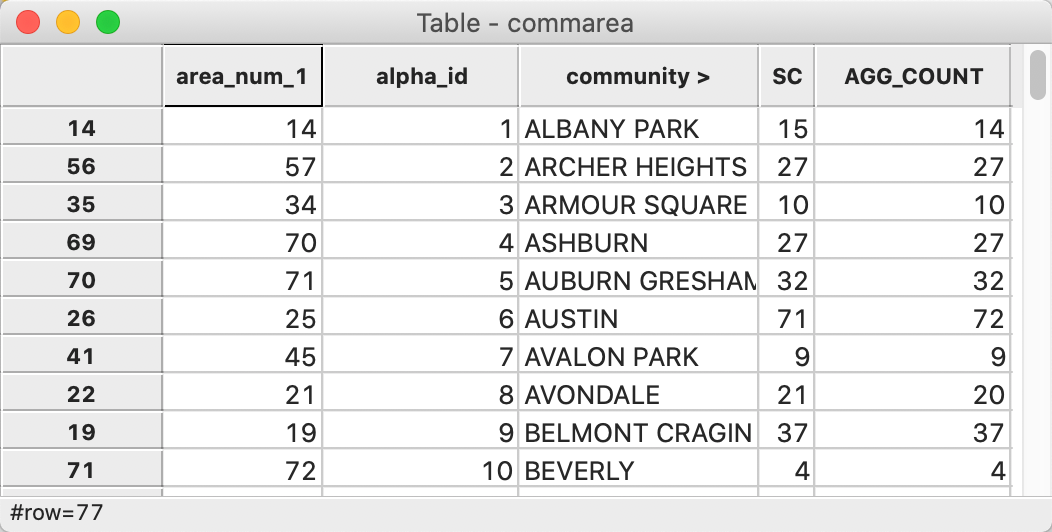 Table - commarea
area_num_1 alpha_id community > SC AGG_COUNT
14 14 1 ALBANY PARK 15 14
56 57 2 ARCHER HEIGHTS 27 27
35 34 3 ARMOUR SQUARE 10 10
69 70 4 ASHBURN 27 27
70 71 5 AUBURN GRESHAM 32 32
26 25 6 AUSTIN 71 72
41 45 7 AVALON PARK 9 9
22 21 8 AVONDALE 21 20
19 19 9 BELMONT CRAGIN 37 37
71 72 10 BEVERLY 4 4
#row=77